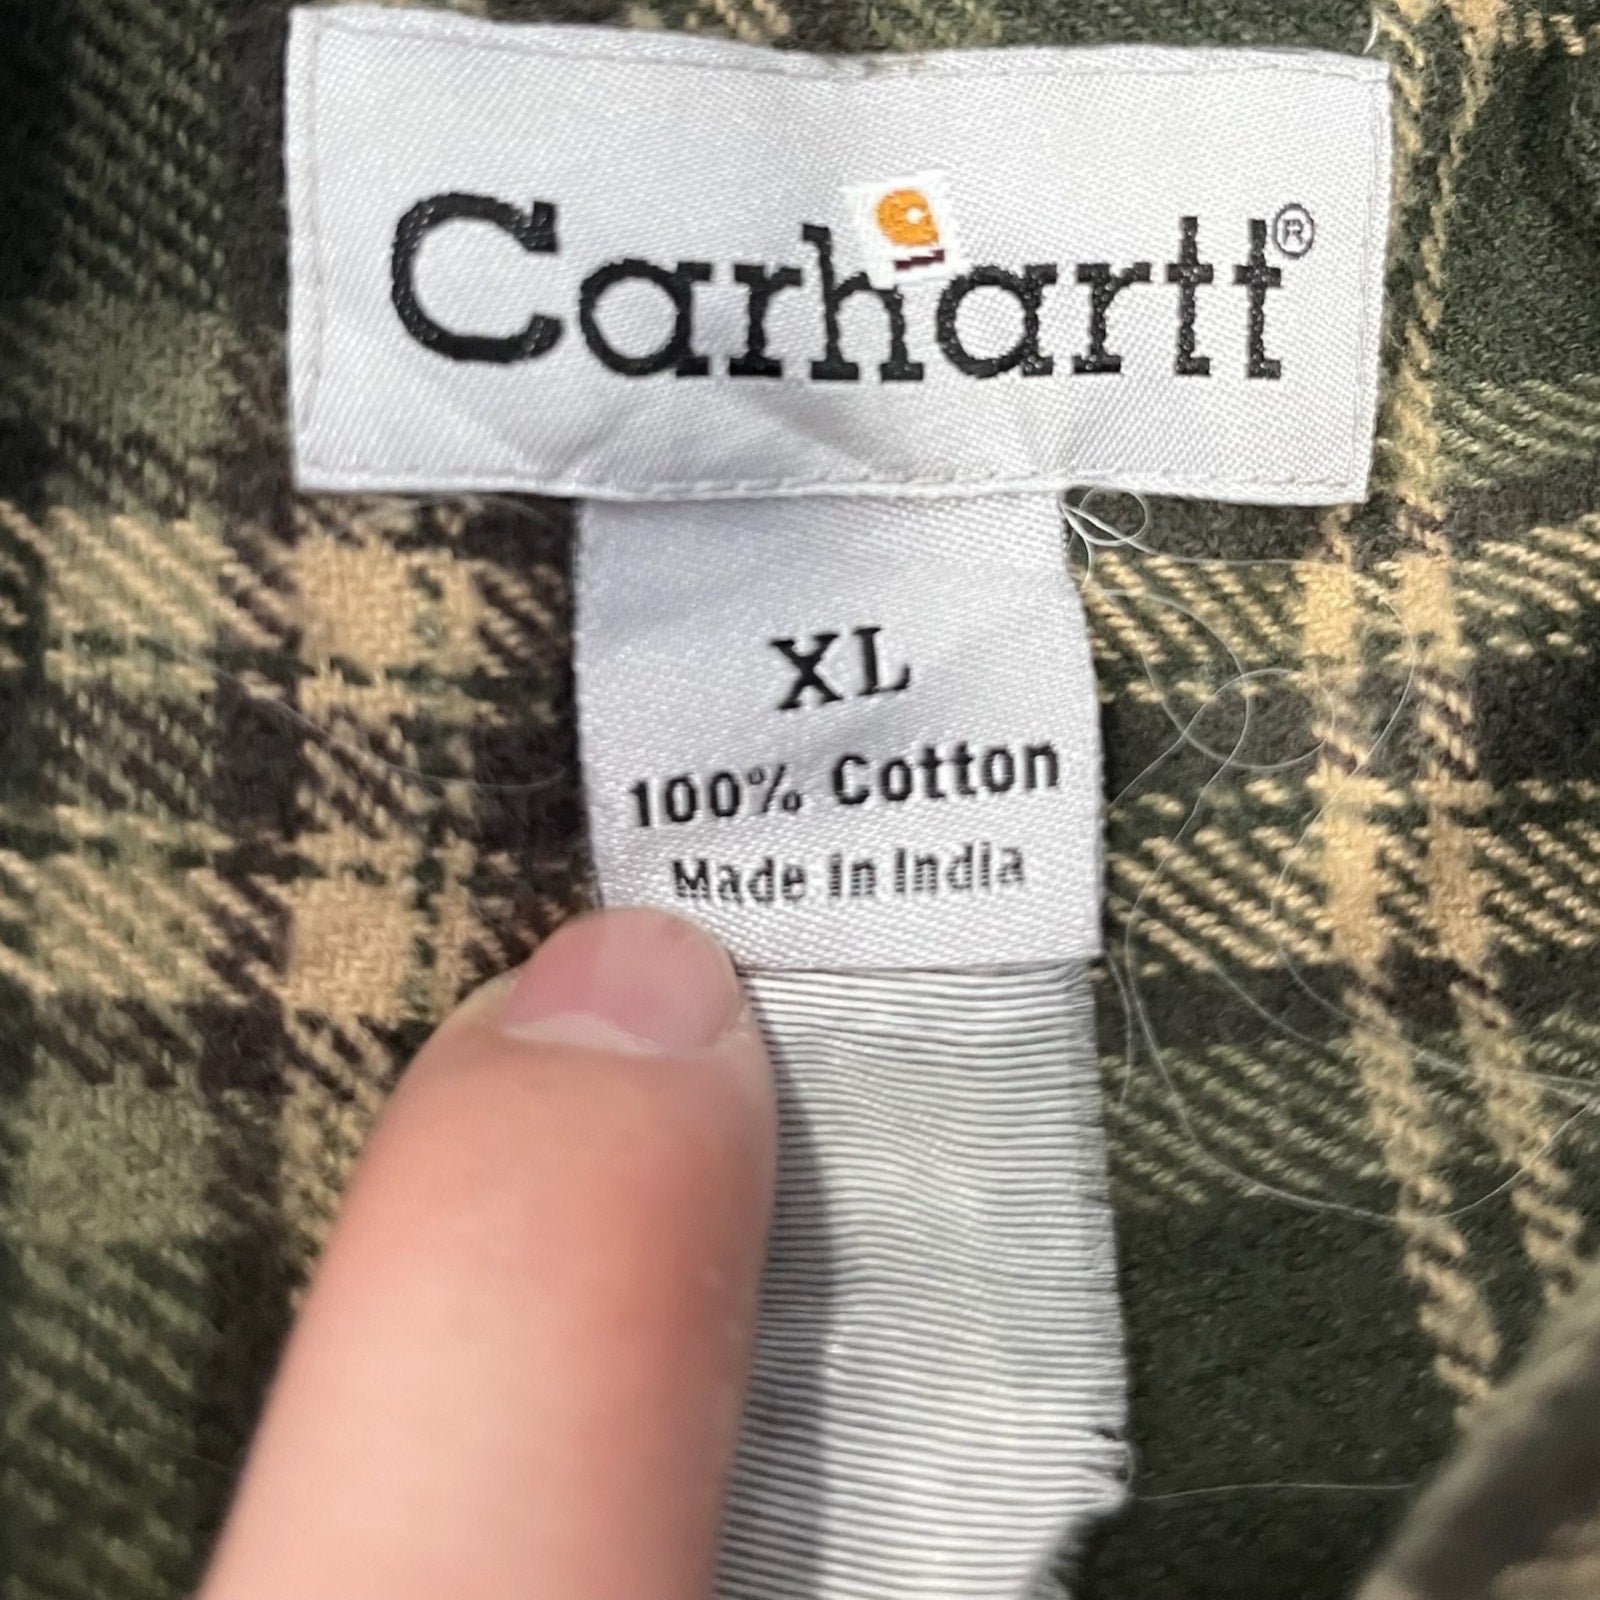 Carhartt®
XL
100% Cotton
Made in India